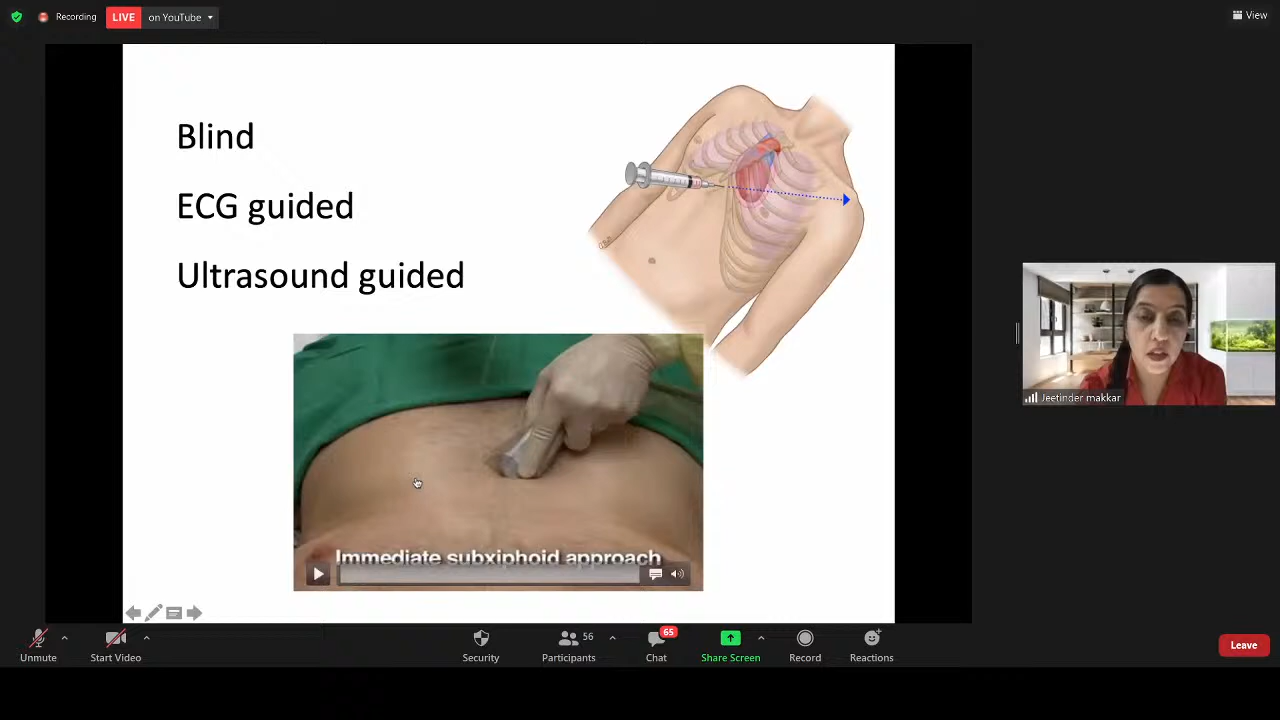 Recording
LIVE on YouTube
View
Blind
ECG guided
Ultrasound guided
Immediate subxiphoid approach
Jeetinder makkar
Unmute
Start Video
Security
56
Participants
65
Chat
Share Screen
Record
Reactions
Leave